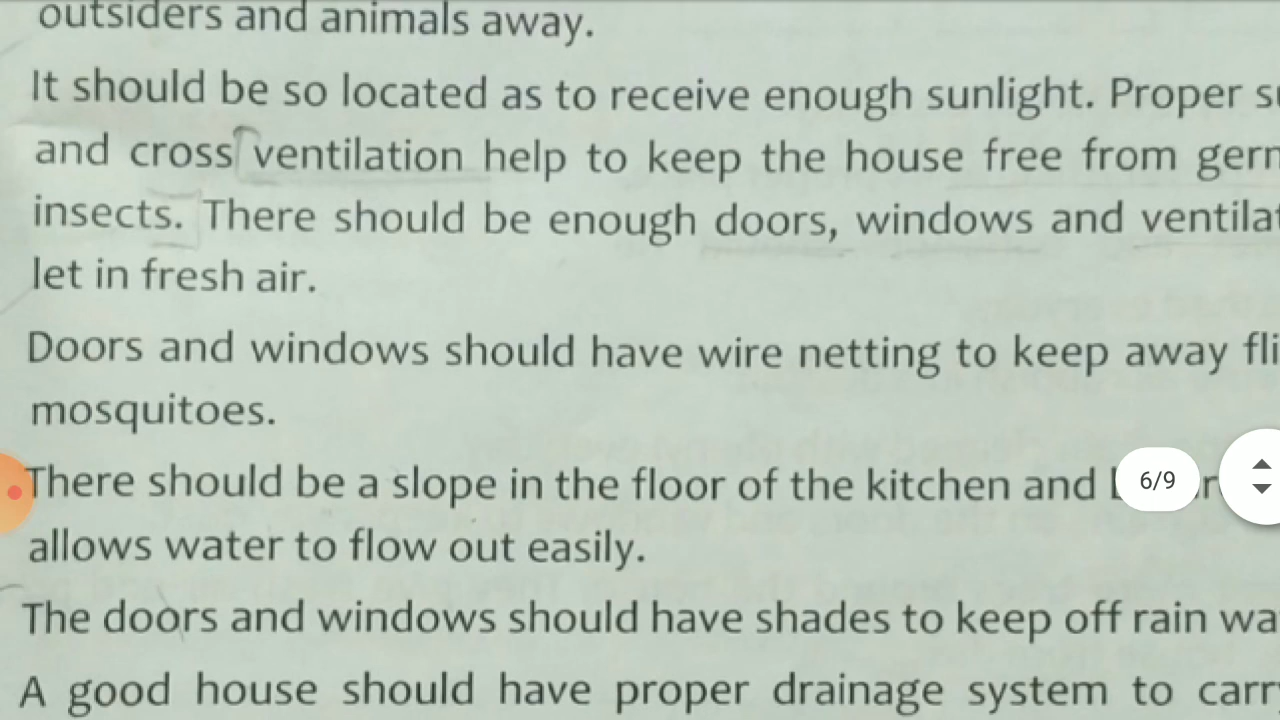 outsiders and animals away.
It should be so located as to receive enough sunlight. Proper
and cross ventilation help to keep the house free from
insects. There should be enough doors, windows and
let in fresh air.
Doors and windows should have wire netting to keep away
mosquitoes.
There should be a slope in the floor of the kitchen and
6/9
allows water to flow out easily.
The doors and windows should have shades to keep off rain
A good house should have proper drainage system to